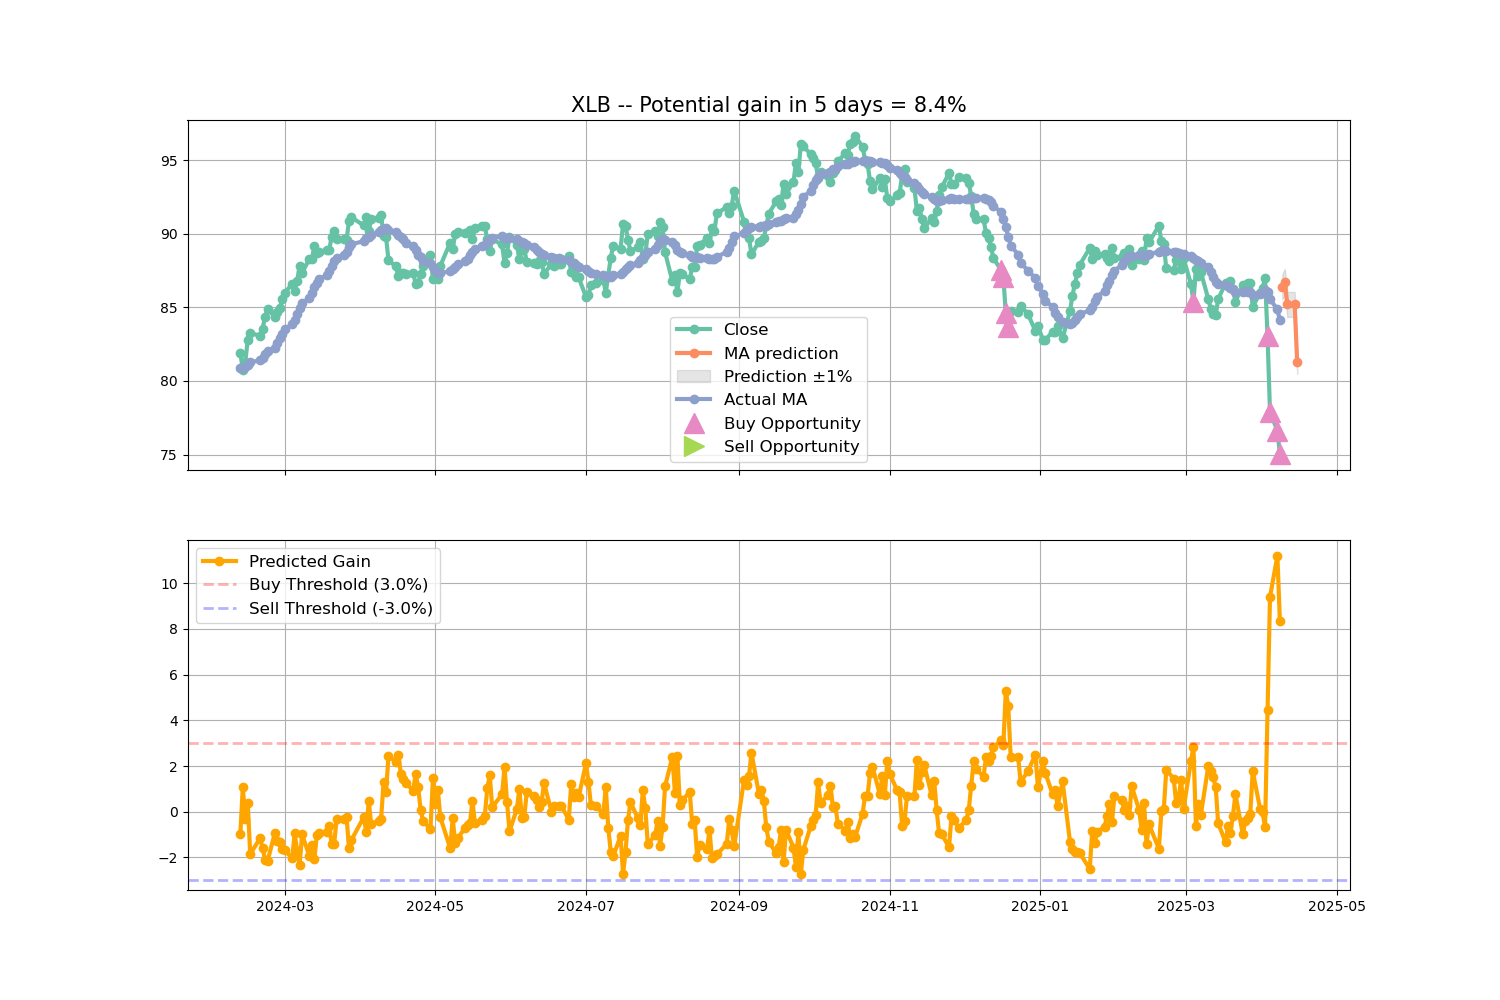 XLB -- Potential gain in 5 days = 8.4%
95
90
85
80
75
Close
MA prediction
Prediction ±1%
Actual MA
Buy Opportunity
Sell Opportunity
10
8
6
4
2
0
−2
Predicted Gain
Buy Threshold (3.0%)
Sell Threshold (-3.0%)
2024-03 2024-05 2024-07 2024-09 2024-11 2025-01 2025-03 2025-05